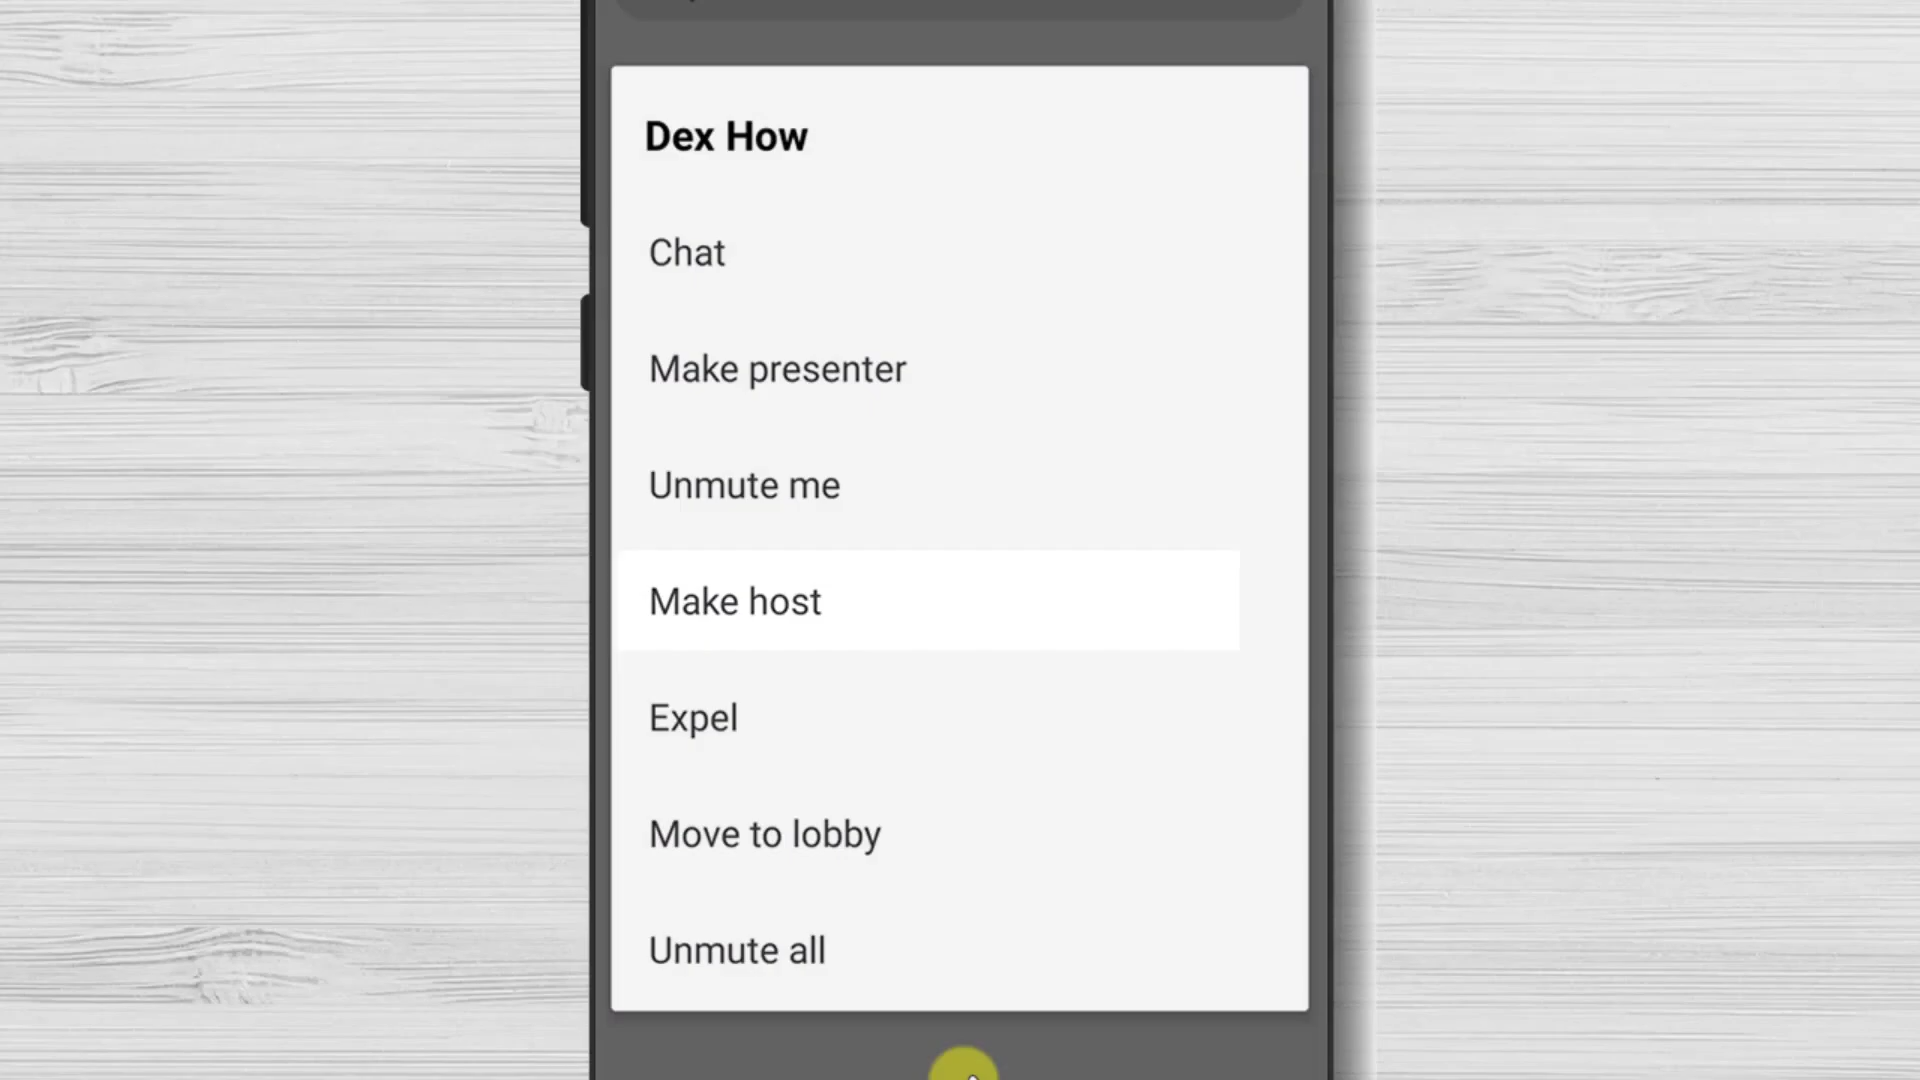 Dex How
Chat
Make presenter
Unmute me
Make host
Expel
Move to lobby
Unmute all